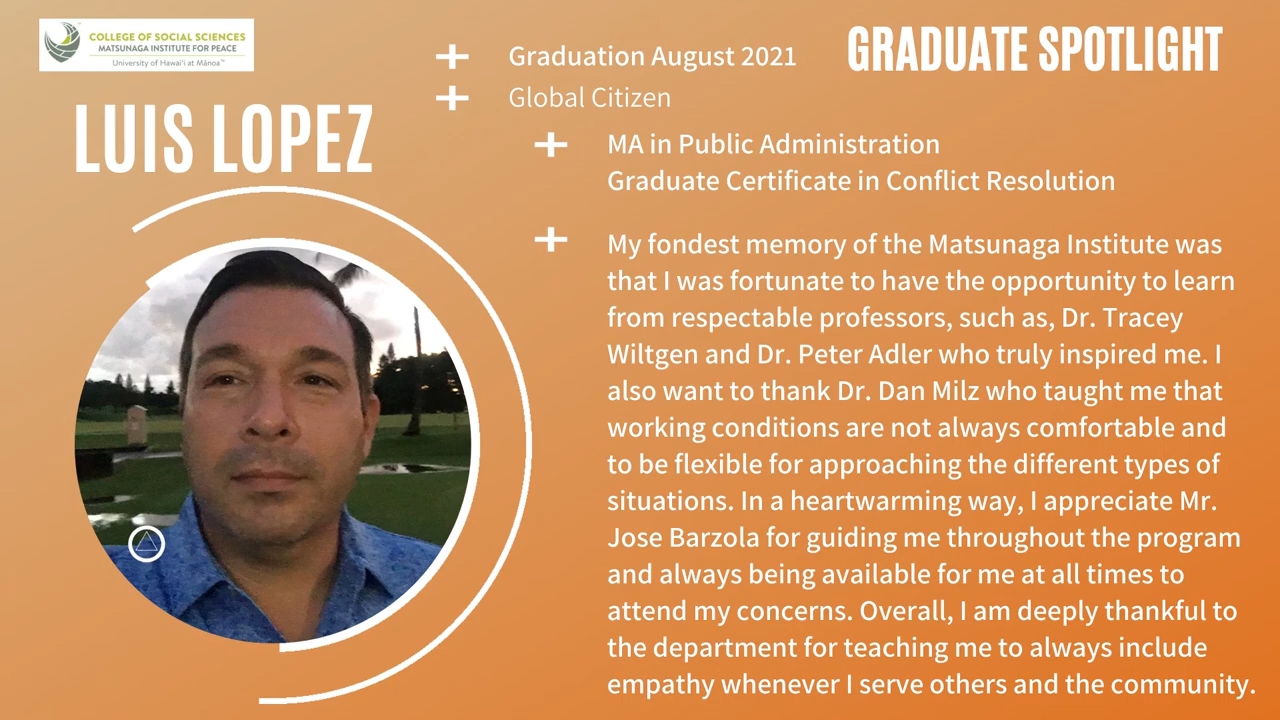 COLLEGE OF SOCIAL SCIENCES
MATSUNAGA INSTITUTE FOR PEACE
University of Hawaiʻi at Mānoa™
LUIS LOPEZ
GRADUATE SPOTLIGHT
Graduation August 2021
Global Citizen
MA in Public Administration
Graduate Certificate in Conflict Resolution
My fondest memory of the Matsunaga Institute was
that I was fortunate to have the opportunity to learn
from respectable professors, such as, Dr. Tracey
Wiltgen and Dr. Peter Adler who truly inspired me. I
also want to thank Dr. Dan Milz who taught me that
working conditions are not always comfortable and
to be flexible for approaching the different types of
situations. In a heartwarming way, I appreciate Mr.
Jose Barzola for guiding me throughout the program
and always being available for me at all times to
attend my concerns. Overall, I am deeply thankful to
the department for teaching me to always include
empathy whenever I serve others and the community.